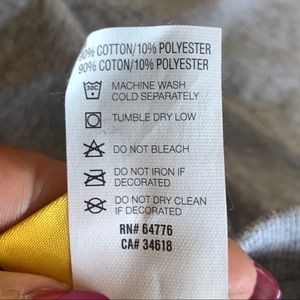 90% COTTON/10% POLYESTER
90% COTON/10% POLYESTER
MACHINE WASH
COLD SEPARATELY
TUMBLE DRY LOW
DO NOT BLEACH
DO NOT IRON IF
DECORATED
DO NOT DRY CLEAN
IF DECORATED
RN# 64776
CA# 34618